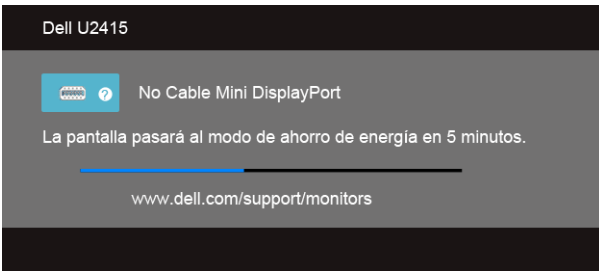 Dell U2415
?
No Cable Mini DisplayPort
La pantalla pasará al modo de ahorro de energía en 5 minutos.
www.dell.com/support/monitors